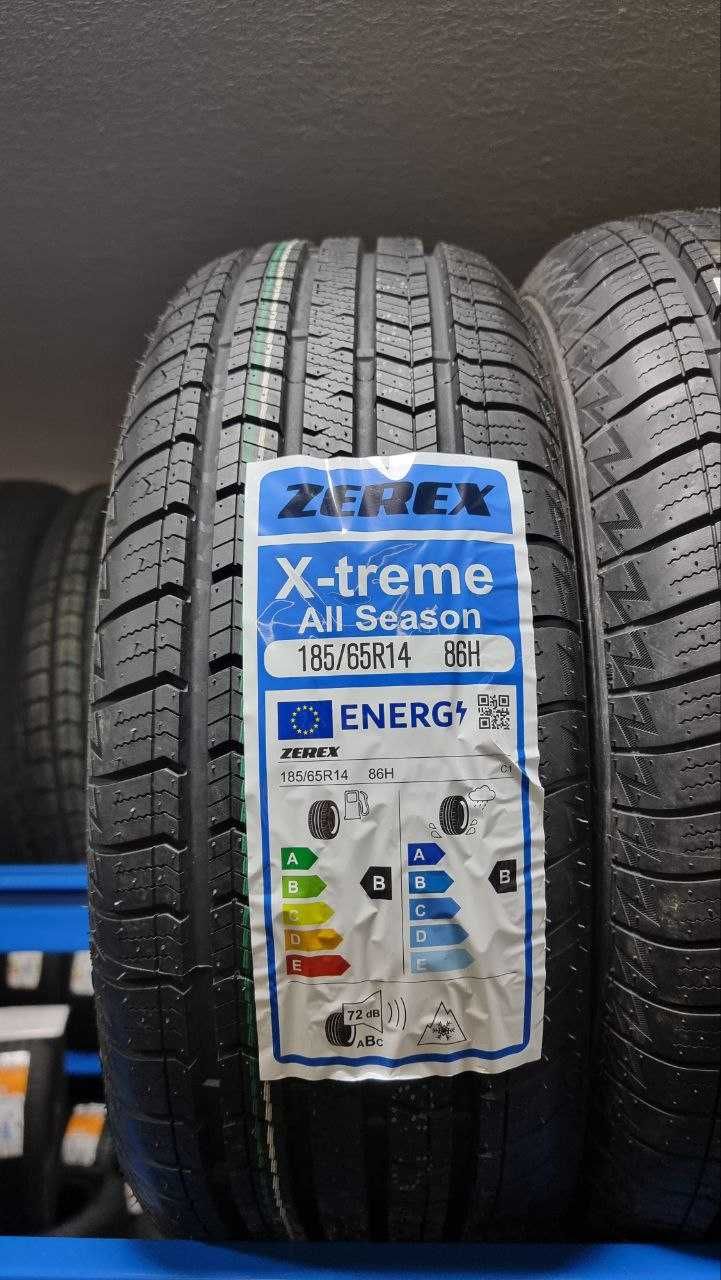 ZEREX
X-treme
All Season
185/65R14 86H
ENERG
ZEREX
185/65R14 86H C1
A A
B B B B
C C
D D
E E
72 dB
ABC